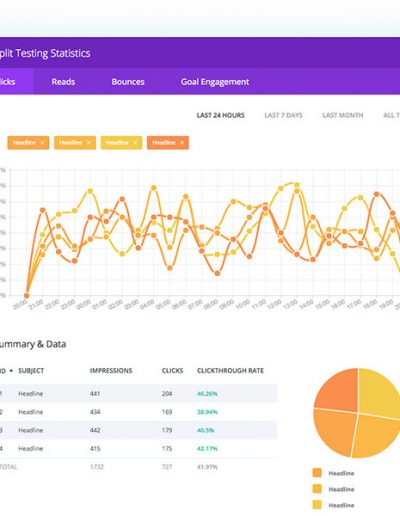 plit Testing Statistics
licks Reads Bounces Goal Engagement
LAST 24 HOURS LAST 7 DAYS LAST MONTH ALL T
Headline × Headline × Headline × Headline ×
%
%
%
%
%
%
%
%
%
20:00 21:00 22:00 23:00 00:00 01:00 02:00 03:00 04:00 05:00 06:00 07:00 08:00 09:00 10:00 11:00 12:00 13:00 14:00 15:00 16:00 17:00 18:00 19:00 20
ummary & Data
RD SUBJECT IMPRESSIONS CLICKS CLICKTHROUGH RATE
1 Headline 441 204 46.26%
2 Headline 434 169 38.94%
3 Headline 442 179 40.5%
4 Headline 415 175 42.17%
OTAL 1732 727 41.97%
Headline
Headline
Headline